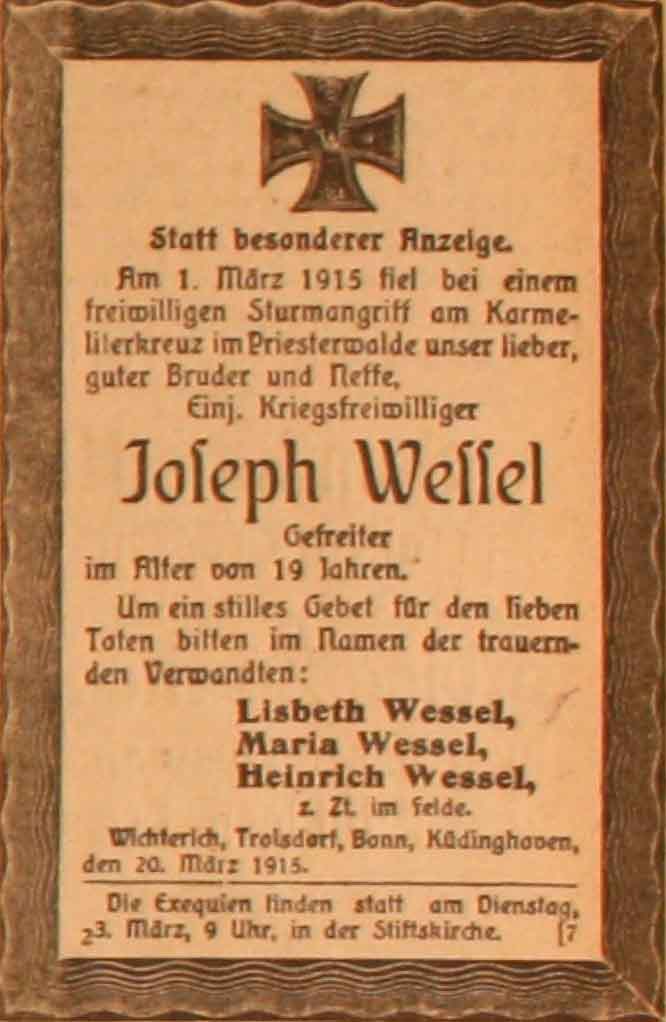 Statt besonderer Anzeige.
Am 1. März 1915 fiel bei einem
freiwilligen Sturmangriff am Karme-
literkreuz im Priesterwalde unser lieber,
guter Bruder und Neffe,
Einj. Kriegsfreiwilliger
Joſeph Weſſel
Gefreiter
im Alter von 19 Jahren.
Um ein stilles Gebet für den lieben
Toten bitten im Namen der trauern-
den Verwandten:
Lisbeth Wessel,
Maria Wessel,
Heinrich Wessel,
z. Zt. im Felde.
Wichterich, Troisdorf, Bonn, Küdinghoven,
den 20. März 1915.
Die Exequien finden statt am Dienstag,
23. März, 9 Uhr, in der Stiftskirche. [7